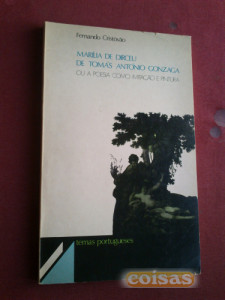 Fernando Cristóvão
MARÍLIA DE DIRCEU
DE TOMÁS ANTÓNIO GONZAGA
OU A POESIA COMO IMITAÇÃO E PINTURA
temas portugueses
coisas